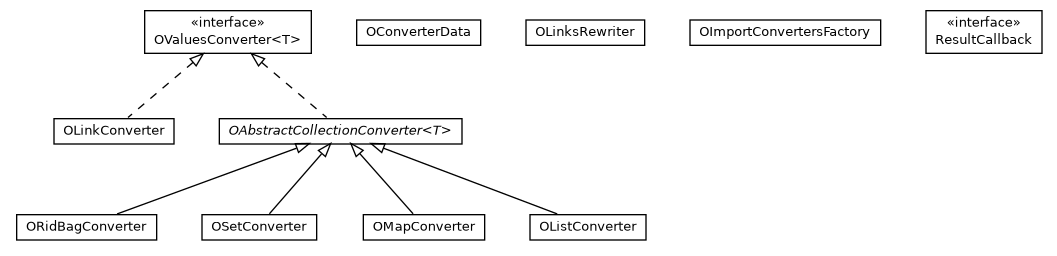 «interface»
OValuesConverter<T>
OConverterData
OLinksRewriter
OImportConvertersFactory
«interface»
ResultCallback
OLinkConverter
OAbstractCollectionConverter<T>
ORidBagConverter
OSetConverter
OMapConverter
OListConverter